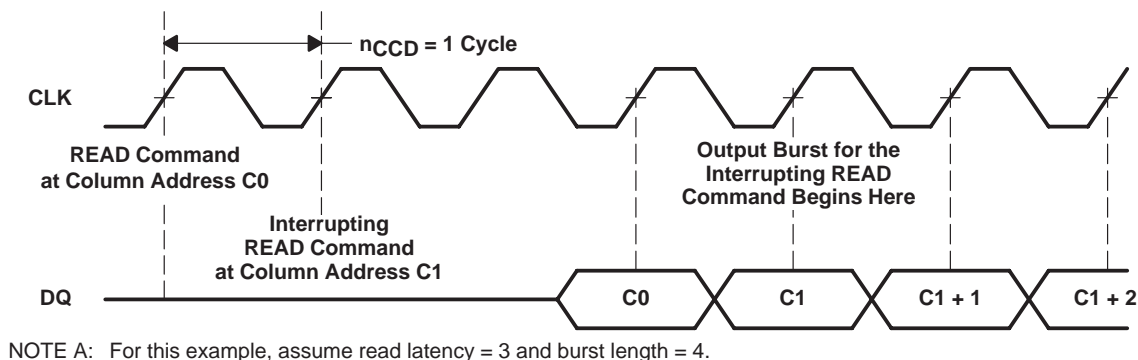 nCCD = 1 Cycle
CLK
READ Command
at Column Address C0
Output Burst for the
Interrupting READ
Command Begins Here
Interrupting
READ Command
at Column Address C1
DQ
C0
C1
C1 + 1
C1 + 2
NOTE A: For this example, assume read latency = 3 and burst length = 4.